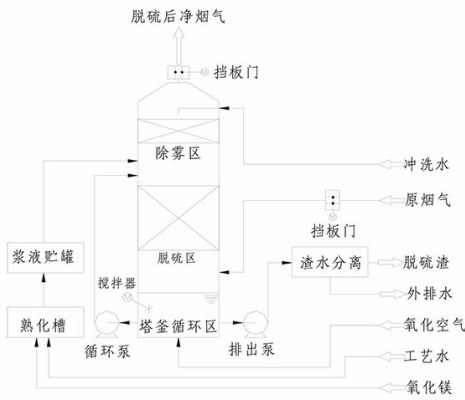 脱硫后净烟气
挡板门
除雾区
冲洗水
原烟气
挡板门
脱硫区
浆液贮罐
搅拌器
渣水分离
脱硫渣
外排水
熟化槽
循环泵
塔釜循环区
排出泵
氧化空气
工艺水
氧化镁